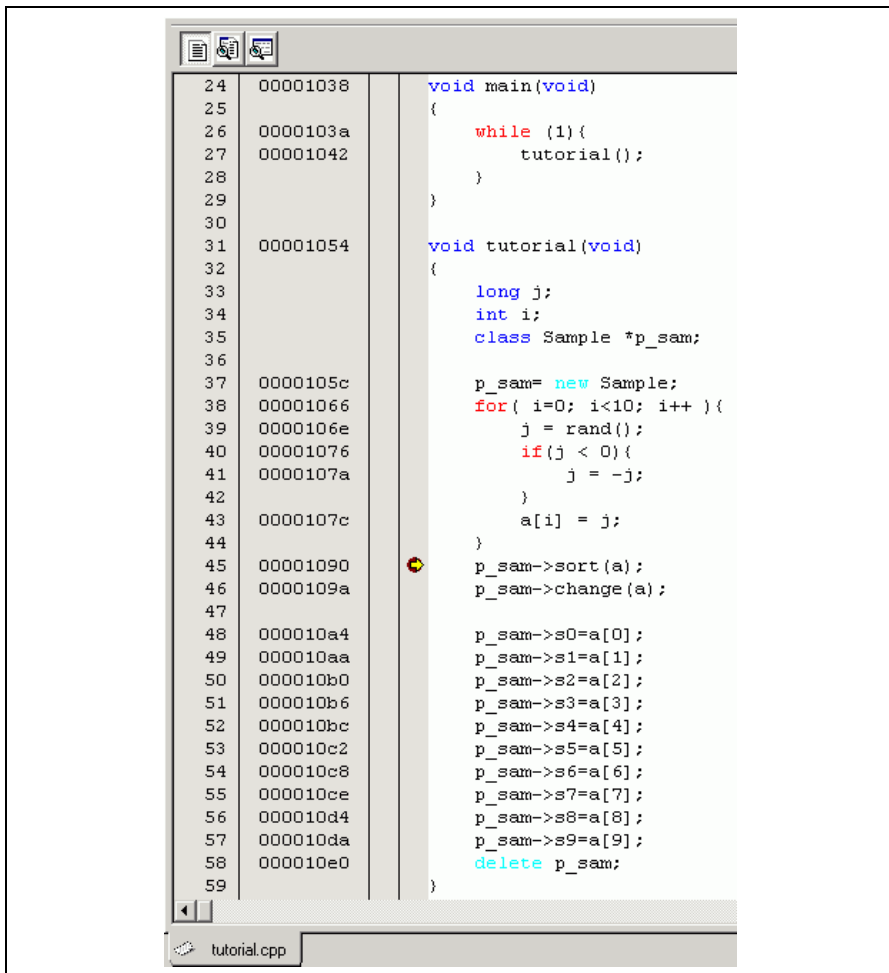 24 00001038 void main(void)
25 {
26 0000103a while (1){
27 00001042 tutorial();
28 }
29 }
30
31 00001054 void tutorial(void)
32 {
33 long j;
34 int i;
35 class Sample *p_sam;
36
37 0000105c p_sam= new Sample;
38 00001066 for( i=0; i<10; i++ ){
39 0000106e j = rand();
40 00001076 if(j < 0){
41 0000107a j = -j;
42 }
43 0000107c a[i] = j;
44 }
45 00001090 p_sam->sort(a);
46 0000109a p_sam->change(a);
47
48 000010a4 p_sam->s0=a[0];
49 000010aa p_sam->s1=a[1];
50 000010b0 p_sam->s2=a[2];
51 000010b6 p_sam->s3=a[3];
52 000010bc p_sam->s4=a[4];
53 000010c2 p_sam->s5=a[5];
54 000010c8 p_sam->s6=a[6];
55 000010ce p_sam->s7=a[7];
56 000010d4 p_sam->s8=a[8];
57 000010da p_sam->s9=a[9];
58 000010e0 delete p_sam;
59 }
tutorial.cpp